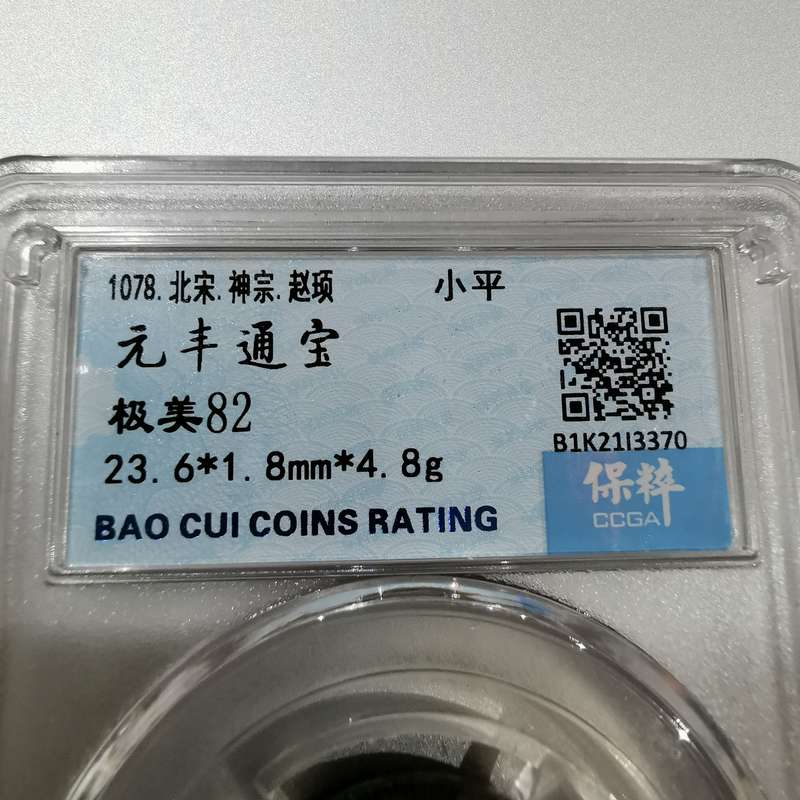 1078.北宋.神宗.赵顼 小平
元丰通宝
极美82
23.6*1.8mm*4.8g
BAO CUI COINS RATING
B1K21I3370
保粹
CCGA